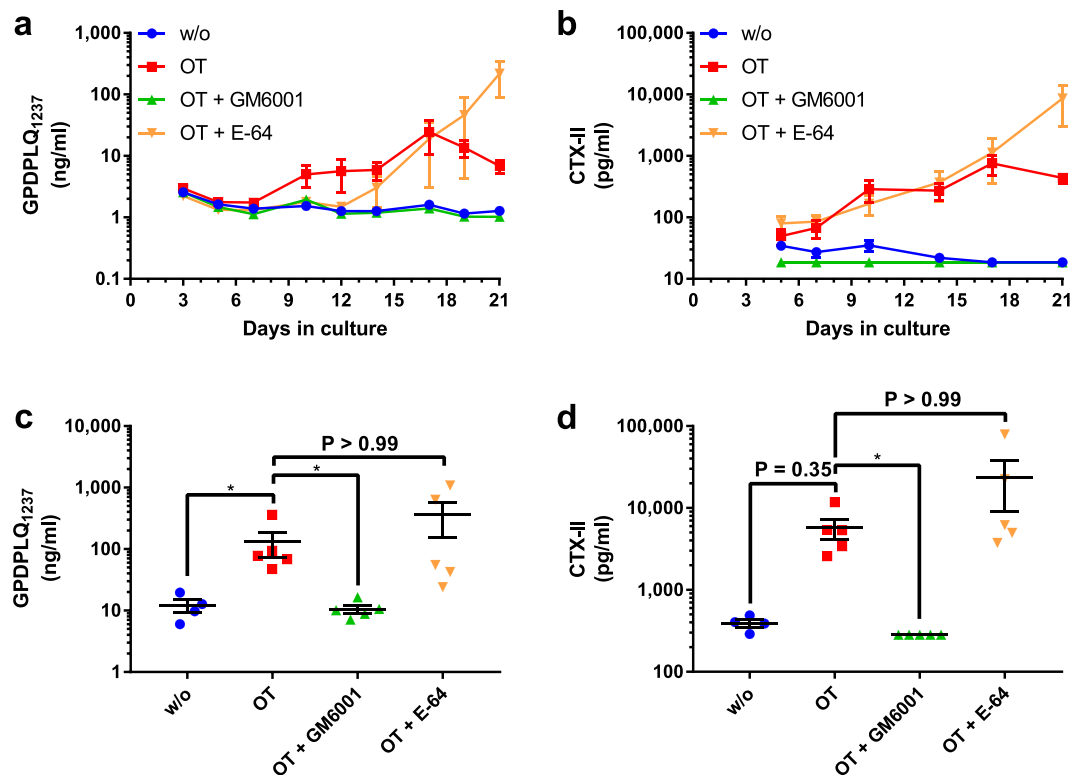 a
GPDPLQ1237
(ng/ml)
1,000
100
10
1
0.1
w/o
OT
OT + GM6001
OT + E-64
0 3 6 9 12 15 18 21
Days in culture
b
CTX-II
(pg/ml)
100,000
10,000
1,000
100
10
w/o
OT
OT + GM6001
OT + E-64
0 3 6 9 12 15 18 21
Days in culture
c
GPDPLQ1237
(ng/ml)
10,000
1,000
100
10
1
P > 0.99
*
*
w/o
OT
OT + GM6001
OT + E-64
d
CTX-II
(pg/ml)
100,000
10,000
1,000
100
P > 0.99
P = 0.35
*
w/o
OT
OT + GM6001
OT + E-64